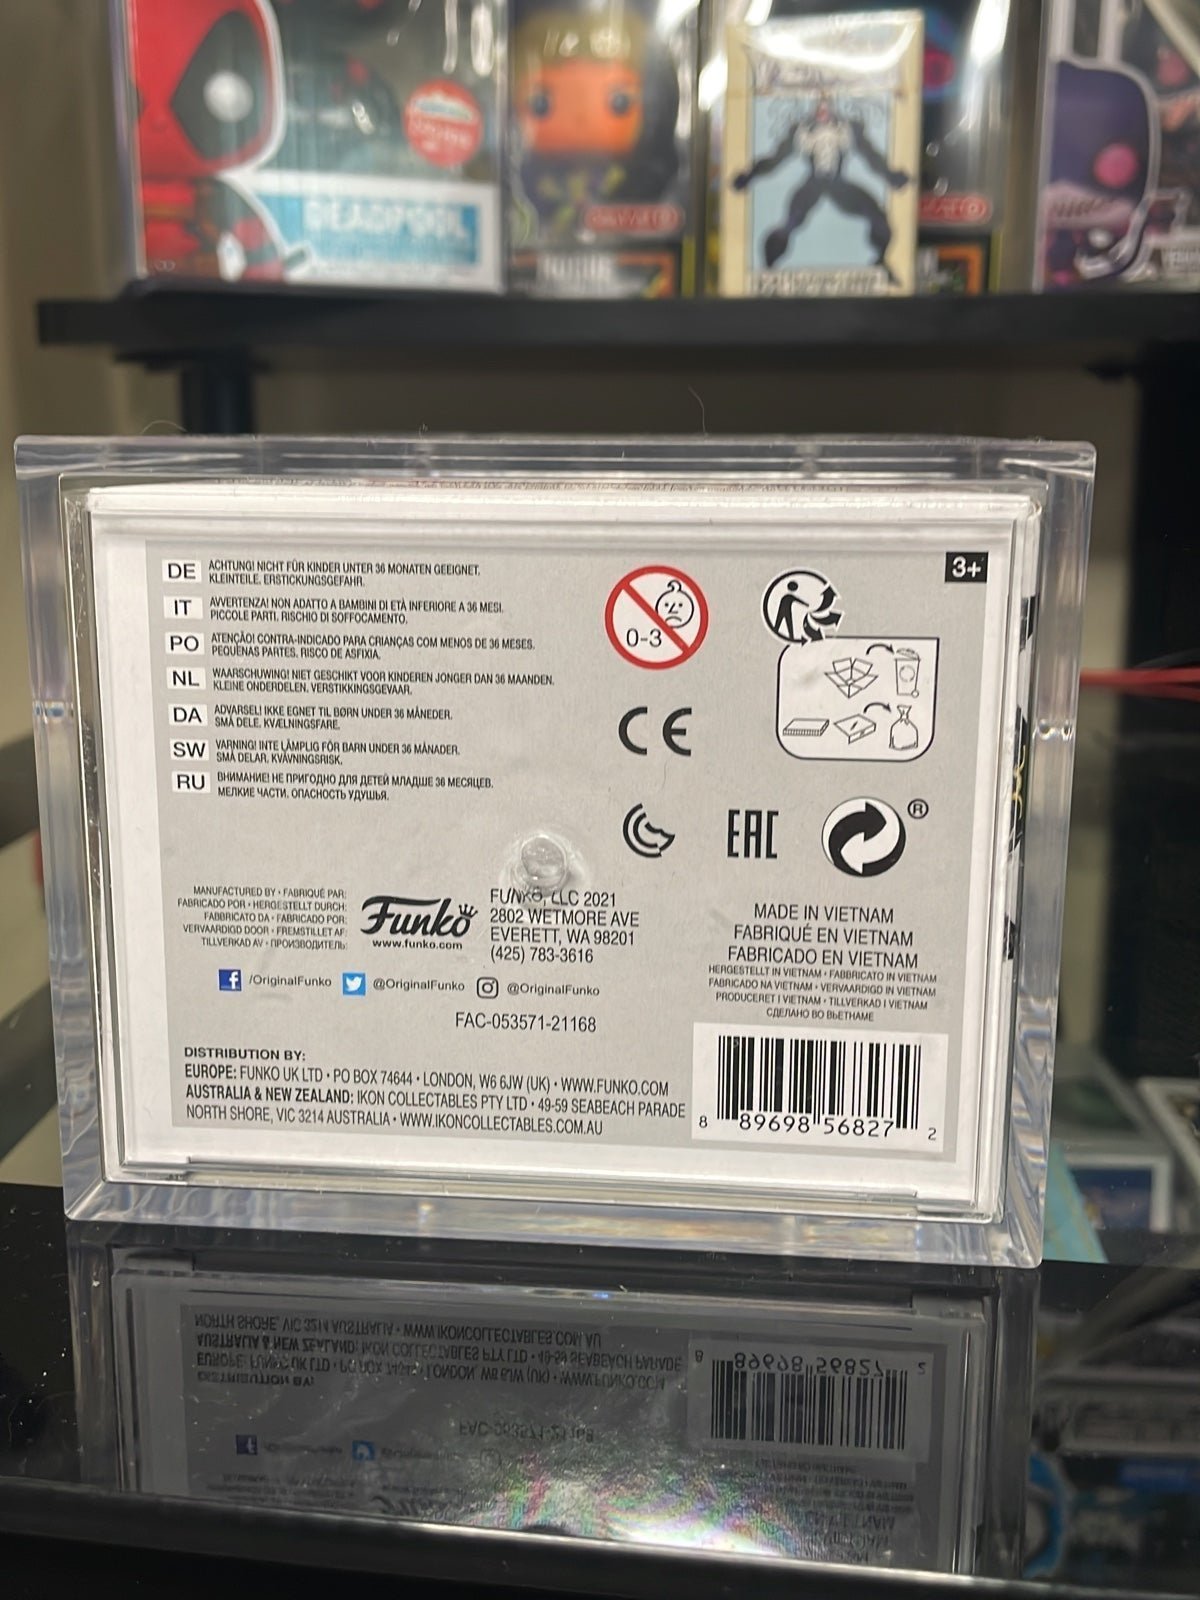 DEADPOOL
3+
DE ACHTUNG! NICHT FÜR KINDER UNTER 36 MONATEN GEEIGNET.
KLEINTEILE. ERSTICKUNGSGEFAHR.
IT AVVERTENZA! NON ADATTO A BAMBINI DI ETÀ INFERIORE A 36 MESI.
PICCOLE PARTI. RISCHIO DI SOFFOCAMENTO.
PO ATENÇÃO! CONTRA-INDICADO PARA CRIANÇAS COM MENOS DE 36 MESES.
PEQUENAS PARTES. RISCO DE ASFIXIA.
NL WAARSCHUWING! NIET GESCHIKT VOOR KINDEREN JONGER DAN 36 MAANDEN.
KLEINE ONDERDELEN. VERSTIKKINGSGEVAAR.
DA ADVARSEL! IKKE EGNET TIL BØRN UNDER 36 MÅNEDER.
SMÅ DELE. KVÆLNINGSFARE.
SW VARNING! INTE LÄMPLIG FÖR BARN UNDER 36 MÅNADER.
SMÅ DELAR. KVÄVNINGSRISK.
RU ВНИМАНИЕ! НЕ ПРИГОДНО ДЛЯ ДЕТЕЙ МЛАДШЕ 36 МЕСЯЦЕВ.
МЕЛКИЕ ЧАСТИ. ОПАСНОСТЬ УДУШЬЯ.
0-3
CE
EAC
®
MANUFACTURED BY • FABRIQUÉ PAR:
FABRICADO POR • HERGESTELLT DURCH:
FABBRICATO DA • FABRICADO POR:
VERVAARDIGD DOOR • FREMSTILLET AF:
TILLVERKAD AV • ПРОИЗВОДИТЕЛЬ:
Funko
www.funko.com
FUNKO, LLC 2021
2802 WETMORE AVE
EVERETT, WA 98201
(425) 783-3616
MADE IN VIETNAM
FABRIQUÉ EN VIETNAM
FABRICADO EN VIETNAM
HERGESTELLT IN VIETNAM • FABBRICATO IN VIETNAM
FABRICADO NA VIETNAM • VERVAARDIGD IN VIETNAM
PRODUCERET I VIETNAM • TILLVERKAD I VIETNAM
СДЕЛАНО ВО ВЬЕТНАМЕ
/OriginalFunko @OriginalFunko @OriginalFunko
FAC-053571-21168
DISTRIBUTION BY:
EUROPE: FUNKO UK LTD • PO BOX 74644 • LONDON, W6 6JW (UK) • WWW.FUNKO.COM
AUSTRALIA & NEW ZEALAND: IKON COLLECTABLES PTY LTD • 49-59 SEABEACH PARADE
NORTH SHORE, VIC 3214 AUSTRALIA • WWW.IKONCOLLECTABLES.COM.AU
8 89698 56827 2